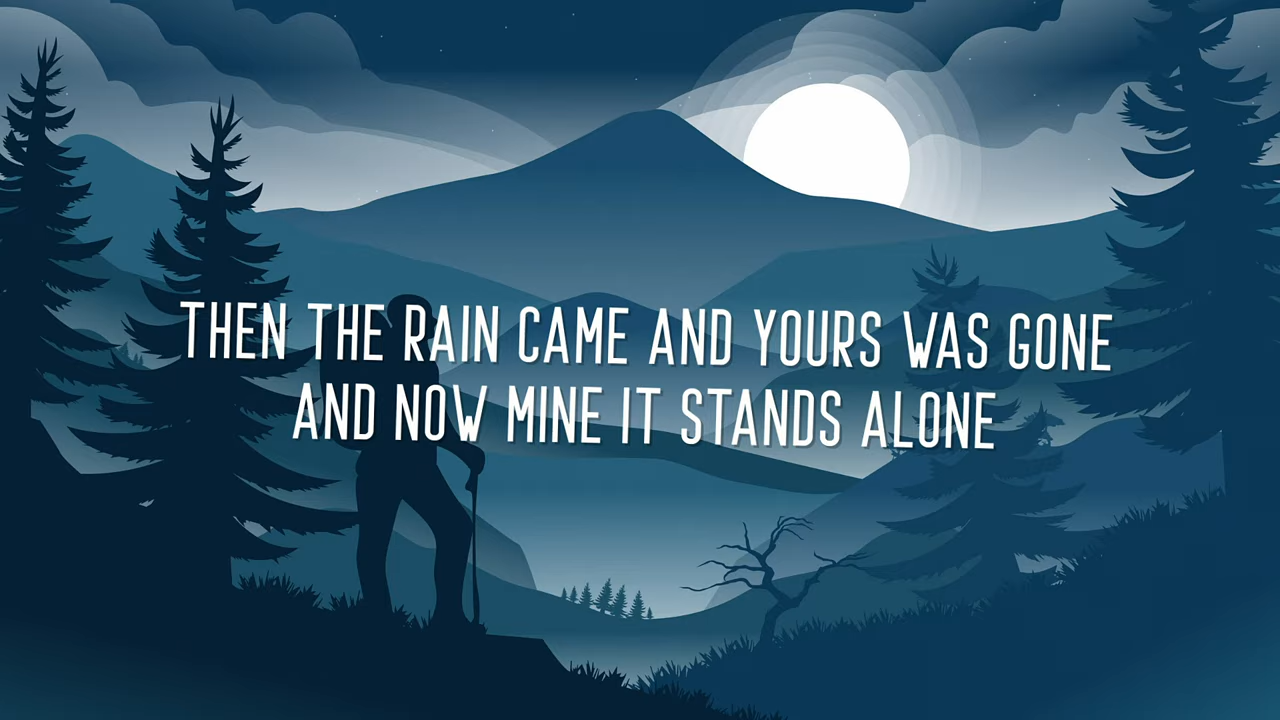 THEN THE RAIN CAME AND YOURS WAS GONE
AND NOW MINE IT STANDS ALONE